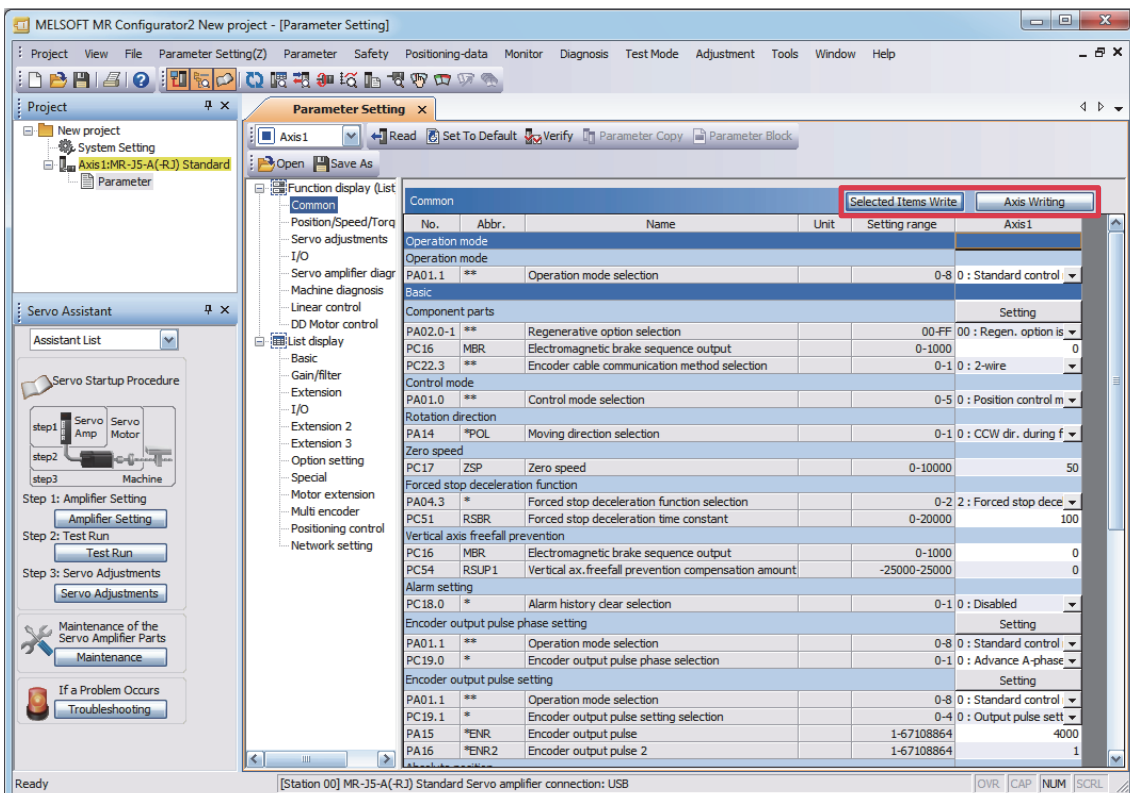 MELSOFT MR Configurator2 New project - [Parameter Setting]
Project View File Parameter Setting(Z) Parameter Safety Positioning-data Monitor Diagnosis Test Mode Adjustment Tools Window Help
Project
New project
System Setting
Axis1:MR-J5-A(-RJ) Standard
Parameter
Servo Assistant
Assistant List
Servo Startup Procedure
step1 Servo Amp Servo Motor
step2
step3 Machine
Step 1: Amplifier Setting
Amplifier Setting
Step 2: Test Run
Test Run
Step 3: Servo Adjustments
Servo Adjustments
Maintenance of the
Servo Amplifier Parts
Maintenance
If a Problem Occurs
Troubleshooting
Parameter Setting
Axis1 Read Set To Default Verify Parameter Copy Parameter Block
Open Save As
Function display (List
Common
Position/Speed/Torq
Servo adjustments
I/O
Servo amplifier diagr
Machine diagnosis
Linear control
DD Motor control
List display
Basic
Gain/filter
Extension
I/O
Extension 2
Extension 3
Option setting
Special
Motor extension
Multi encoder
Positioning control
Network setting
Common Selected Items Write Axis Writing
No. Abbr. Name Unit Setting range Axis1
Operation mode
Operation mode
PA01.1 ** Operation mode selection 0-8 0 : Standard control
Basic
Component parts Setting
PA02.0-1 ** Regenerative option selection 00-FF 00 : Regen. option is
PC16 MBR Electromagnetic brake sequence output 0-1000 0
PC22.3 ** Encoder cable communication method selection 0-1 0 : 2-wire
Control mode
PA01.0 ** Control mode selection 0-5 0 : Position control m
Rotation direction
PA14 *POL Moving direction selection 0-1 0 : CCW dir. during f
Zero speed
PC17 ZSP Zero speed 0-10000 50
Forced stop deceleration function
PA04.3 * Forced stop deceleration function selection 0-2 2 : Forced stop dece
PC51 RSBR Forced stop deceleration time constant 0-20000 100
Vertical axis freefall prevention
PC16 MBR Electromagnetic brake sequence output 0-1000 0
PC54 RSUP1 Vertical ax.freefall prevention compensation amount -25000-25000 0
Alarm setting
PC18.0 * Alarm history clear selection 0-1 0 : Disabled
Encoder output pulse phase setting Setting
PA01.1 ** Operation mode selection 0-8 0 : Standard control
PC19.0 * Encoder output pulse phase selection 0-1 0 : Advance A-phase
Encoder output pulse setting Setting
PA01.1 ** Operation mode selection 0-8 0 : Standard control
PC19.1 * Encoder output pulse setting selection 0-4 0 : Output pulse sett
PA15 *ENR Encoder output pulse 1-67108864 4000
PA16 *ENR2 Encoder output pulse 2 1-67108864 1
Ready [Station 00] MR-J5-A(-RJ) Standard Servo amplifier connection: USB OVR CAP NUM SCRL